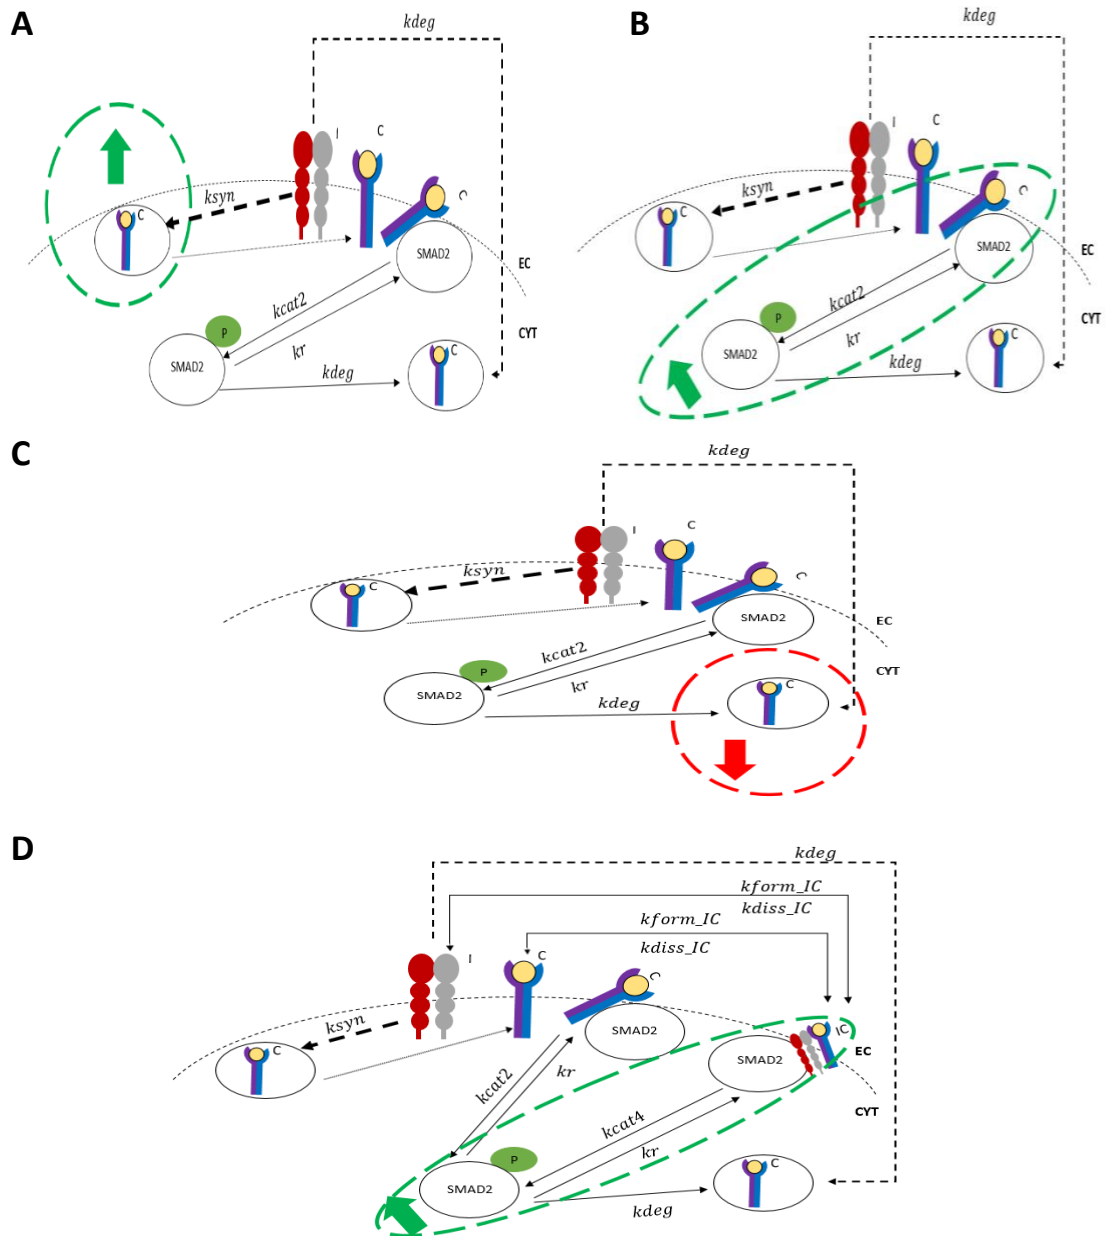 A
kdeg
I
C
C
ksyn
C
SMAD2
EC
kcat2
CYT
P
kr
SMAD2
C
kdeg
B
kdeg
I
C
C
ksyn
C
SMAD2
EC
kcat2
P
CYT
kr
SMAD2
C
kdeg
C
kdeg
I
C
C
ksyn
C
SMAD2
EC
kcat2
CYT
P
kr
SMAD2
C
kdeg
D
kdeg
kform_IC
kdiss_IC
kform_IC
kdiss_IC
I
C
C
ksyn
SMAD2
IC
C
SMAD2
EC
kcat2
kr
CYT
kcat4
kr
P
SMAD2
C
kdeg